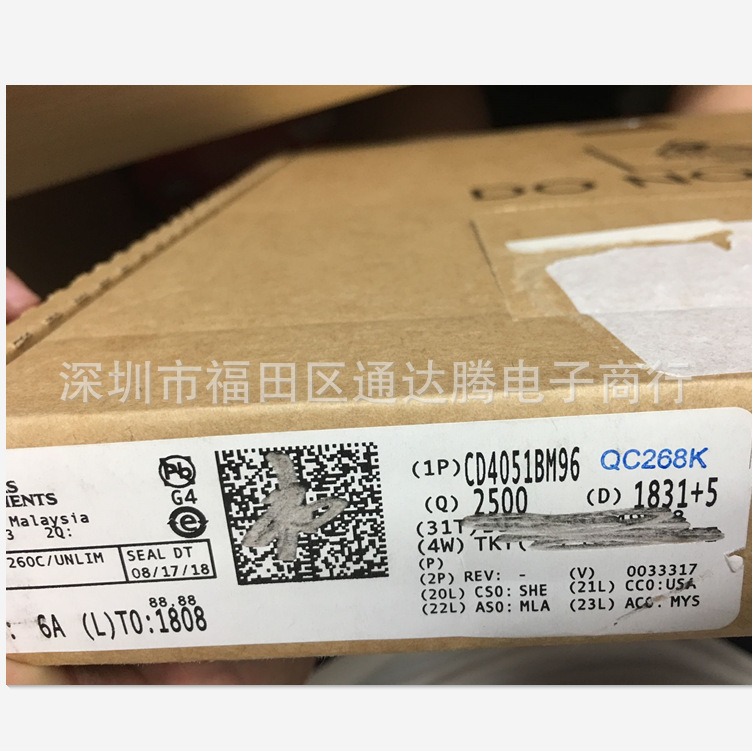 DO NO
深圳市福田区通达腾电子商行
S
MENTS
Malaysia
3 2Q:
260C/UNLIM
SEAL DT
08/17/18
: 6A (L)TO:1808
88.88
Pb
G4
e
(1P)CD4051BM96 QC268K
(Q) 2500 (D) 1831+5
(31T)
(4W) TKY(
(P)
(2P) REV: - (V) 0033317
(20L) CSO: SHE (21L) CCO:USA
(22L) ASO: MLA (23L) ACO: MYS